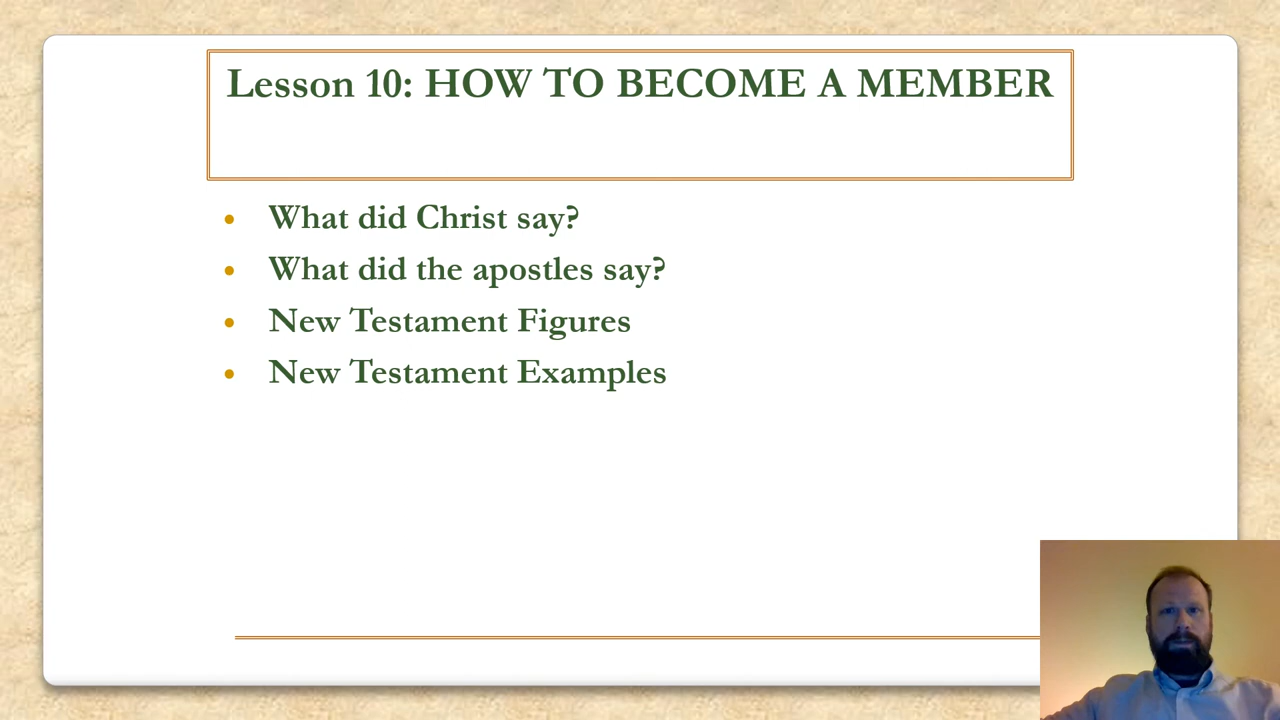 Lesson 10: HOW TO BECOME A MEMBER
• What did Christ say?
• What did the apostles say?
• New Testament Figures
• New Testament Examples